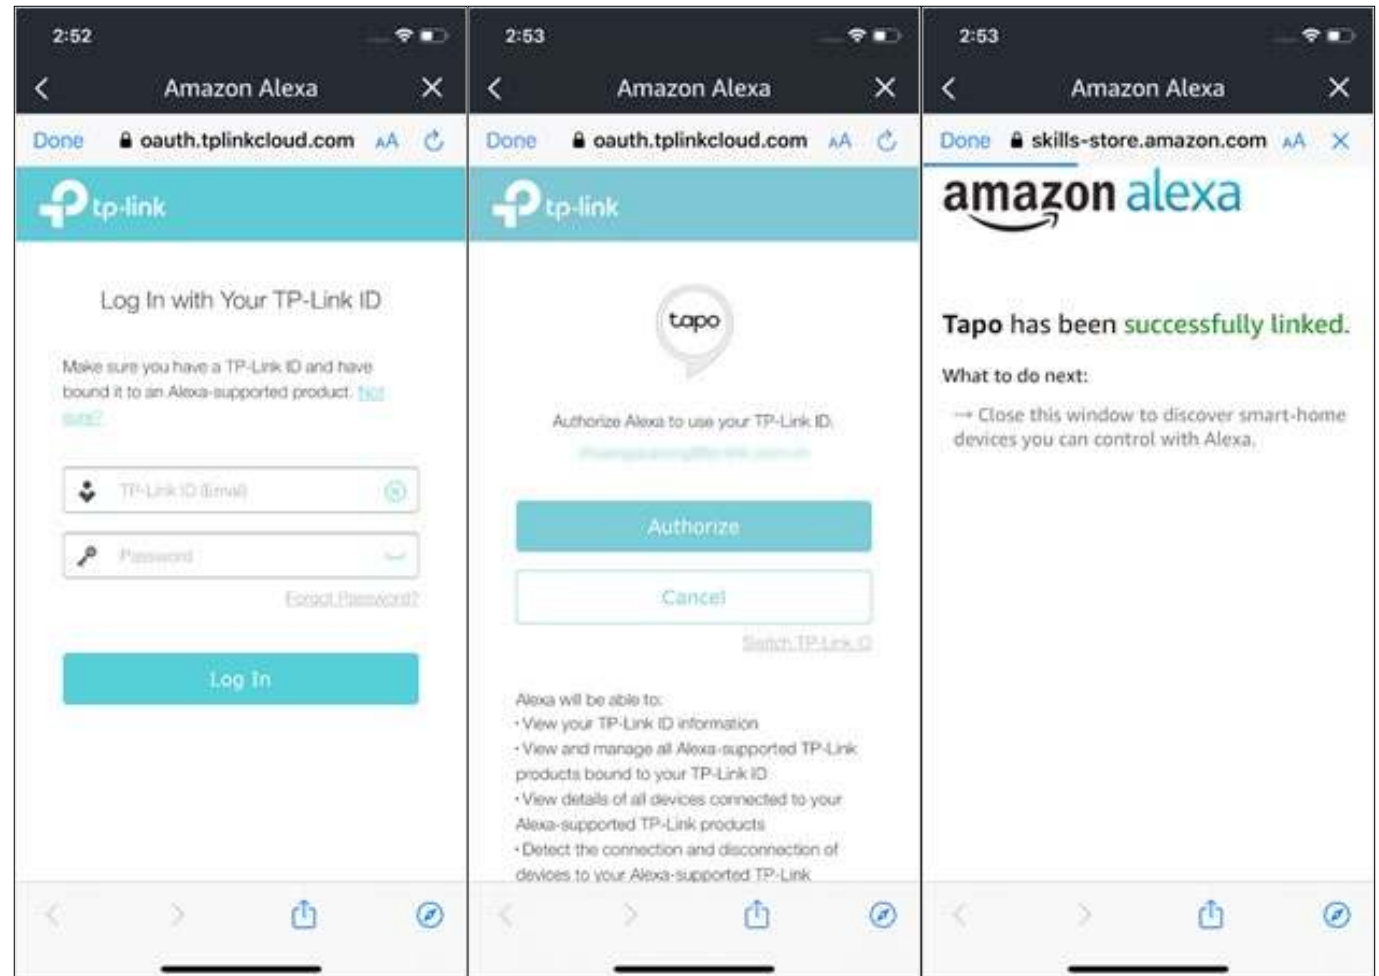 2:52
Amazon Alexa
Done oauth.tplinkcloud.com AA
tp-link
Log In with Your TP-Link ID
Make sure you have a TP-Link ID and have
bound it to an Alexa-supported product. Not
sure?
TP-Link ID (Email)
Password
Forgot Password?
Log In
2:53
Amazon Alexa
Done oauth.tplinkcloud.com AA
tp-link
tapo
Authorize Alexa to use your TP-Link ID.
Authorize
Cancel
Switch TP-Link ID
Alexa will be able to:
· View your TP-Link ID information
· View and manage all Alexa-supported TP-Link
products bound to your TP-Link ID
· View details of all devices connected to your
Alexa-supported TP-Link products
· Detect the connection and disconnection of
devices to your Alexa-supported TP-Link
2:53
Amazon Alexa
Done skills-store.amazon.com AA
amazon alexa
Tapo has been successfully linked.
What to do next:
→ Close this window to discover smart-home
devices you can control with Alexa.